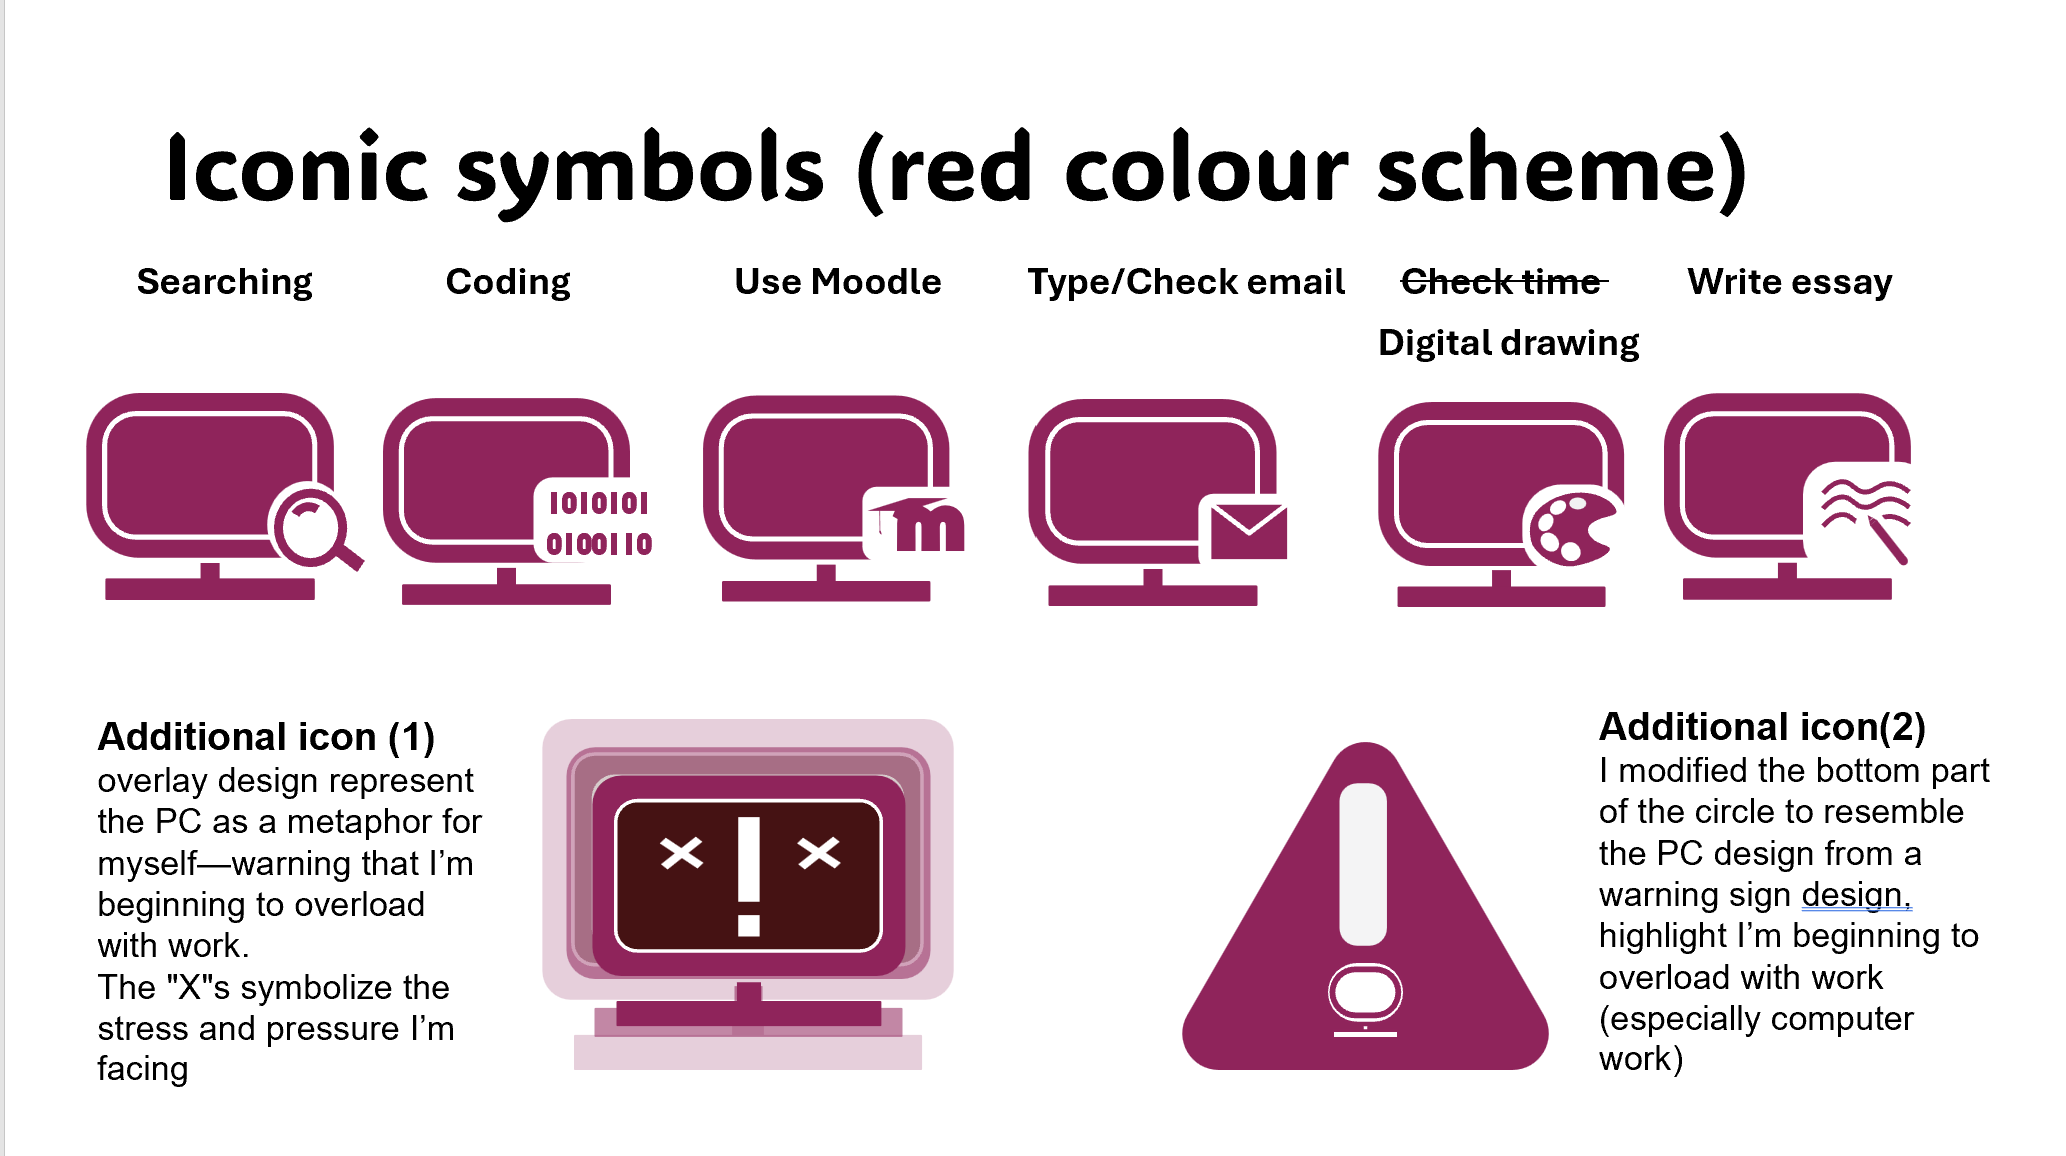 Iconic symbols (red colour scheme)
Searching
Coding
Use Moodle
Type/Check email
Check time
Write essay
Digital drawing
1010101
0100110
m
Additional icon (1)
overlay design represent
the PC as a metaphor for
myself—warning that I’m
beginning to overload
with work.
The "X"s symbolize the
stress and pressure I’m
facing
× ! ×
Additional icon(2)
I modified the bottom part
of the circle to resemble
the PC design from a
warning sign design,
highlight I’m beginning to
overload with work
(especially computer
work)